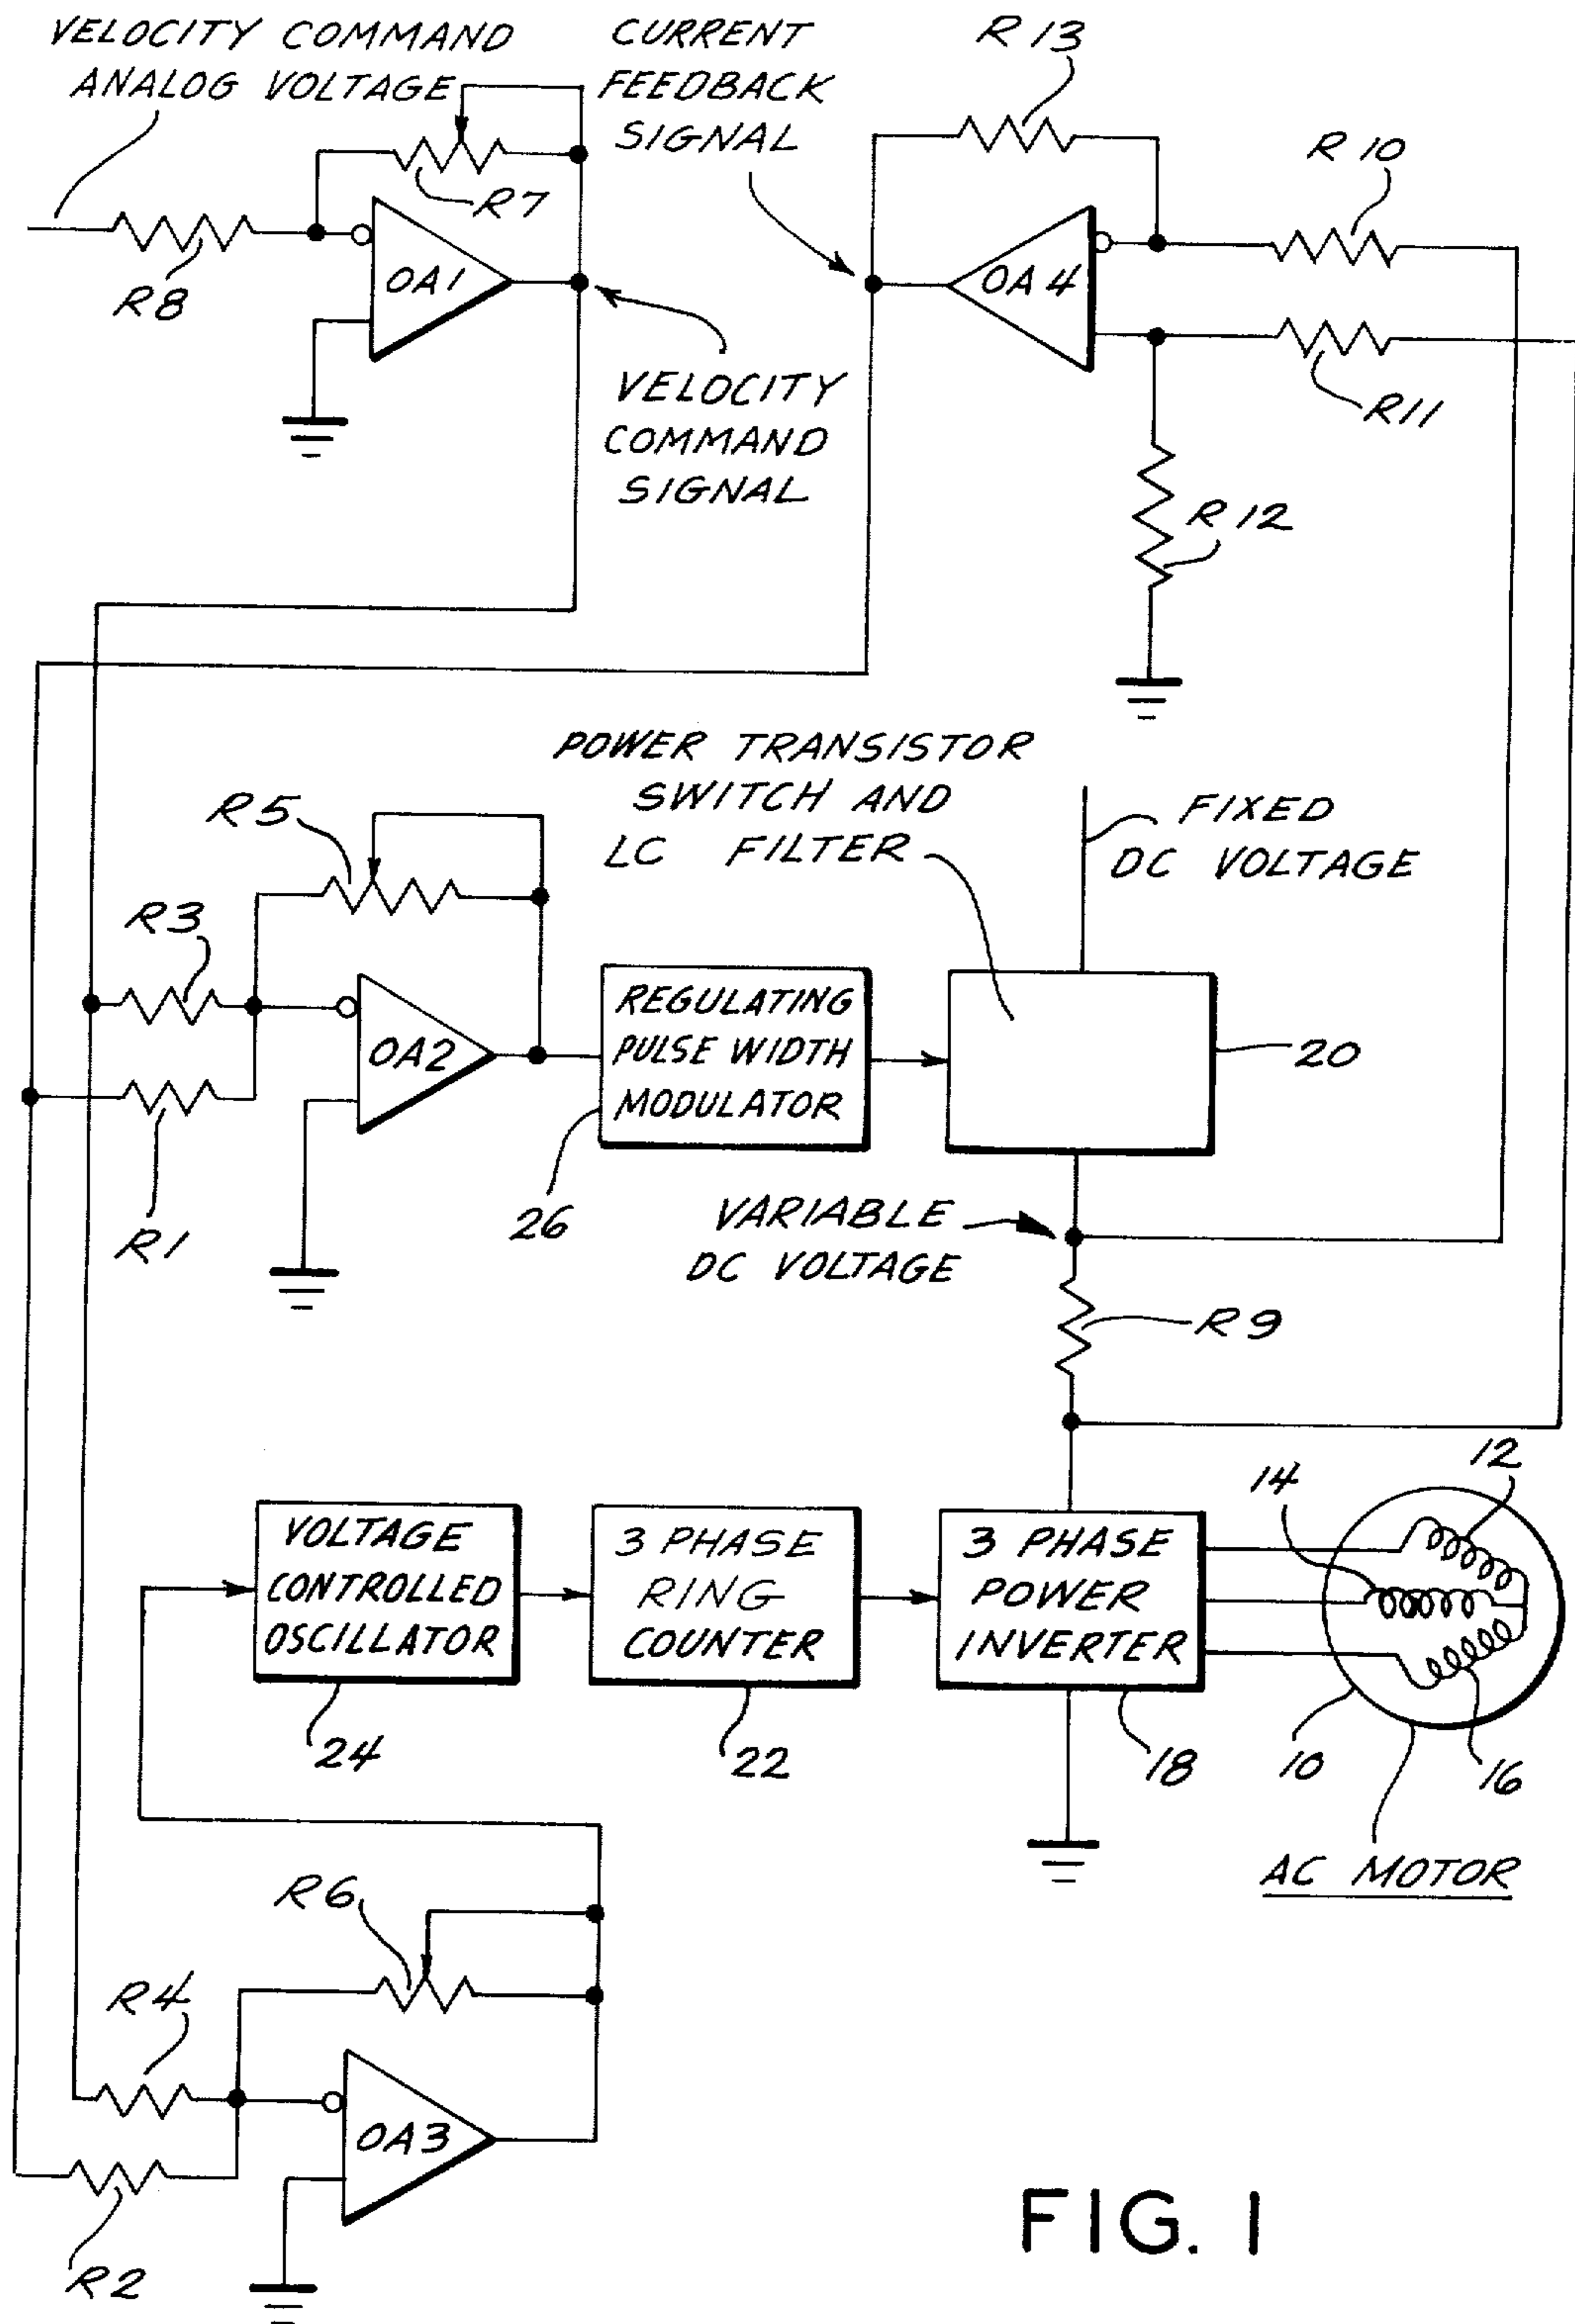 VELOCITY COMMAND
ANALOG VOLTAGE
CURRENT
FEEDBACK
SIGNAL
R13
R10
R7
R8
OA1
OA4
R11
VELOCITY
COMMAND
SIGNAL
R12
POWER TRANSISTOR
SWITCH AND
LC FILTER
FIXED
DC VOLTAGE
R5
R3
OA2
REGULATING
PULSE WIDTH
MODULATOR
20
R1
26
VARIABLE
DC VOLTAGE
R9
VOLTAGE
CONTROLLED
OSCILLATOR
3 PHASE
RING
COUNTER
3 PHASE
POWER
INVERTER
14
12
24
22
18
10
16
AC MOTOR
R6
R4
OA3
R2
FIG. 1